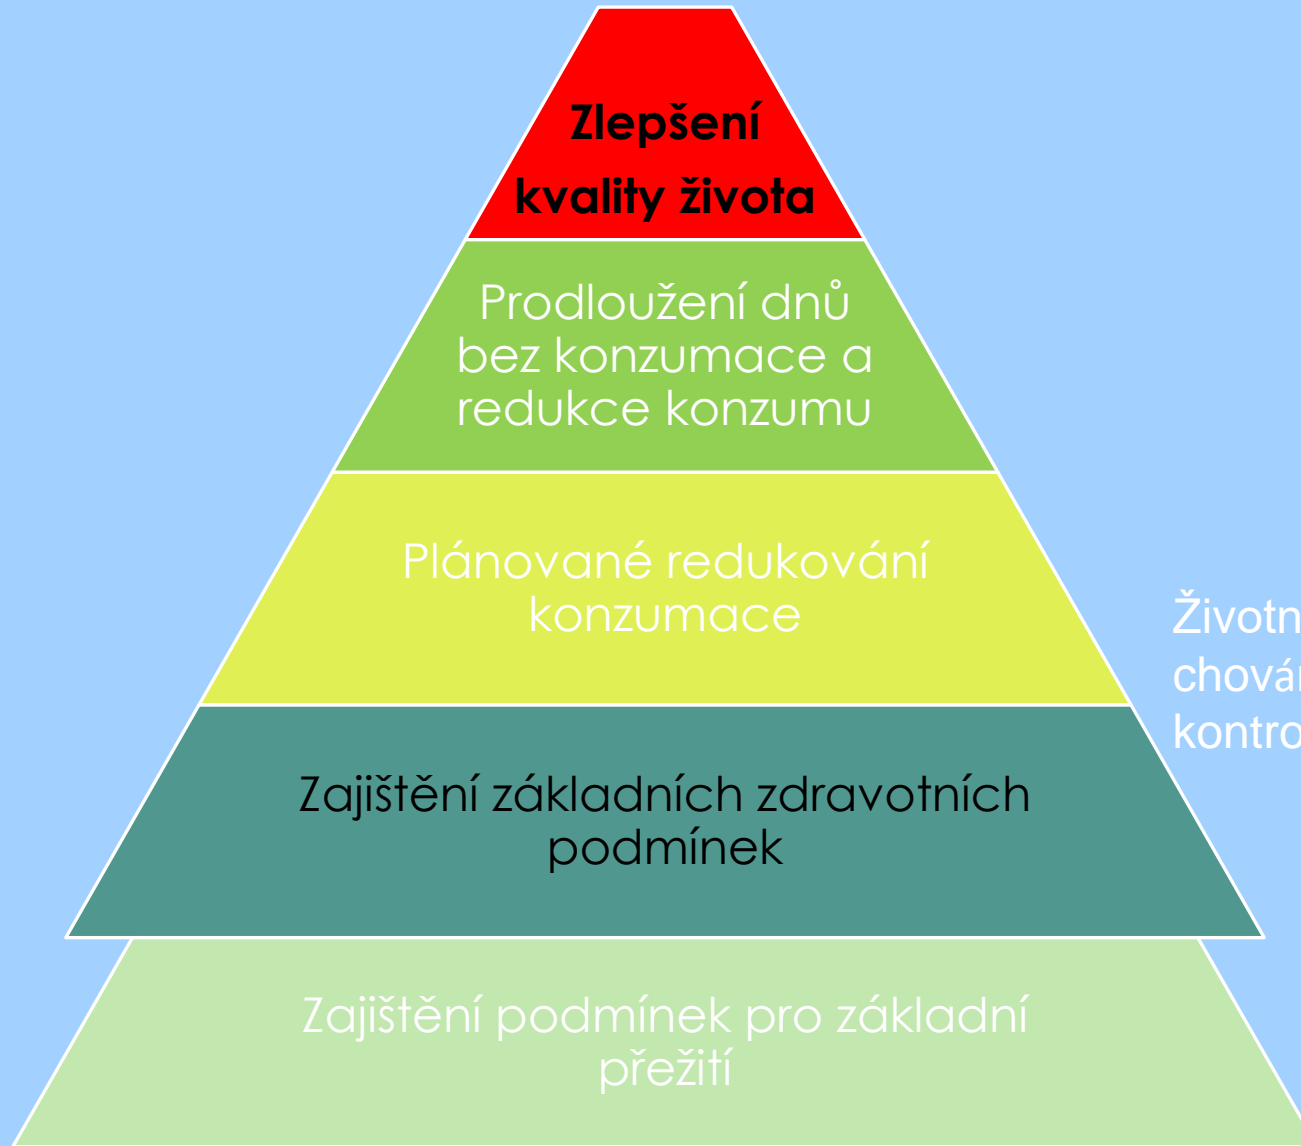 Zlepšení
kvality života
Prodloužení dnů
bez konzumace a
redukce konzumu
Plánované redukování
konzumace
Zajištění základních zdravotních
podmínek
Zajištění podmínek pro základní
přežití